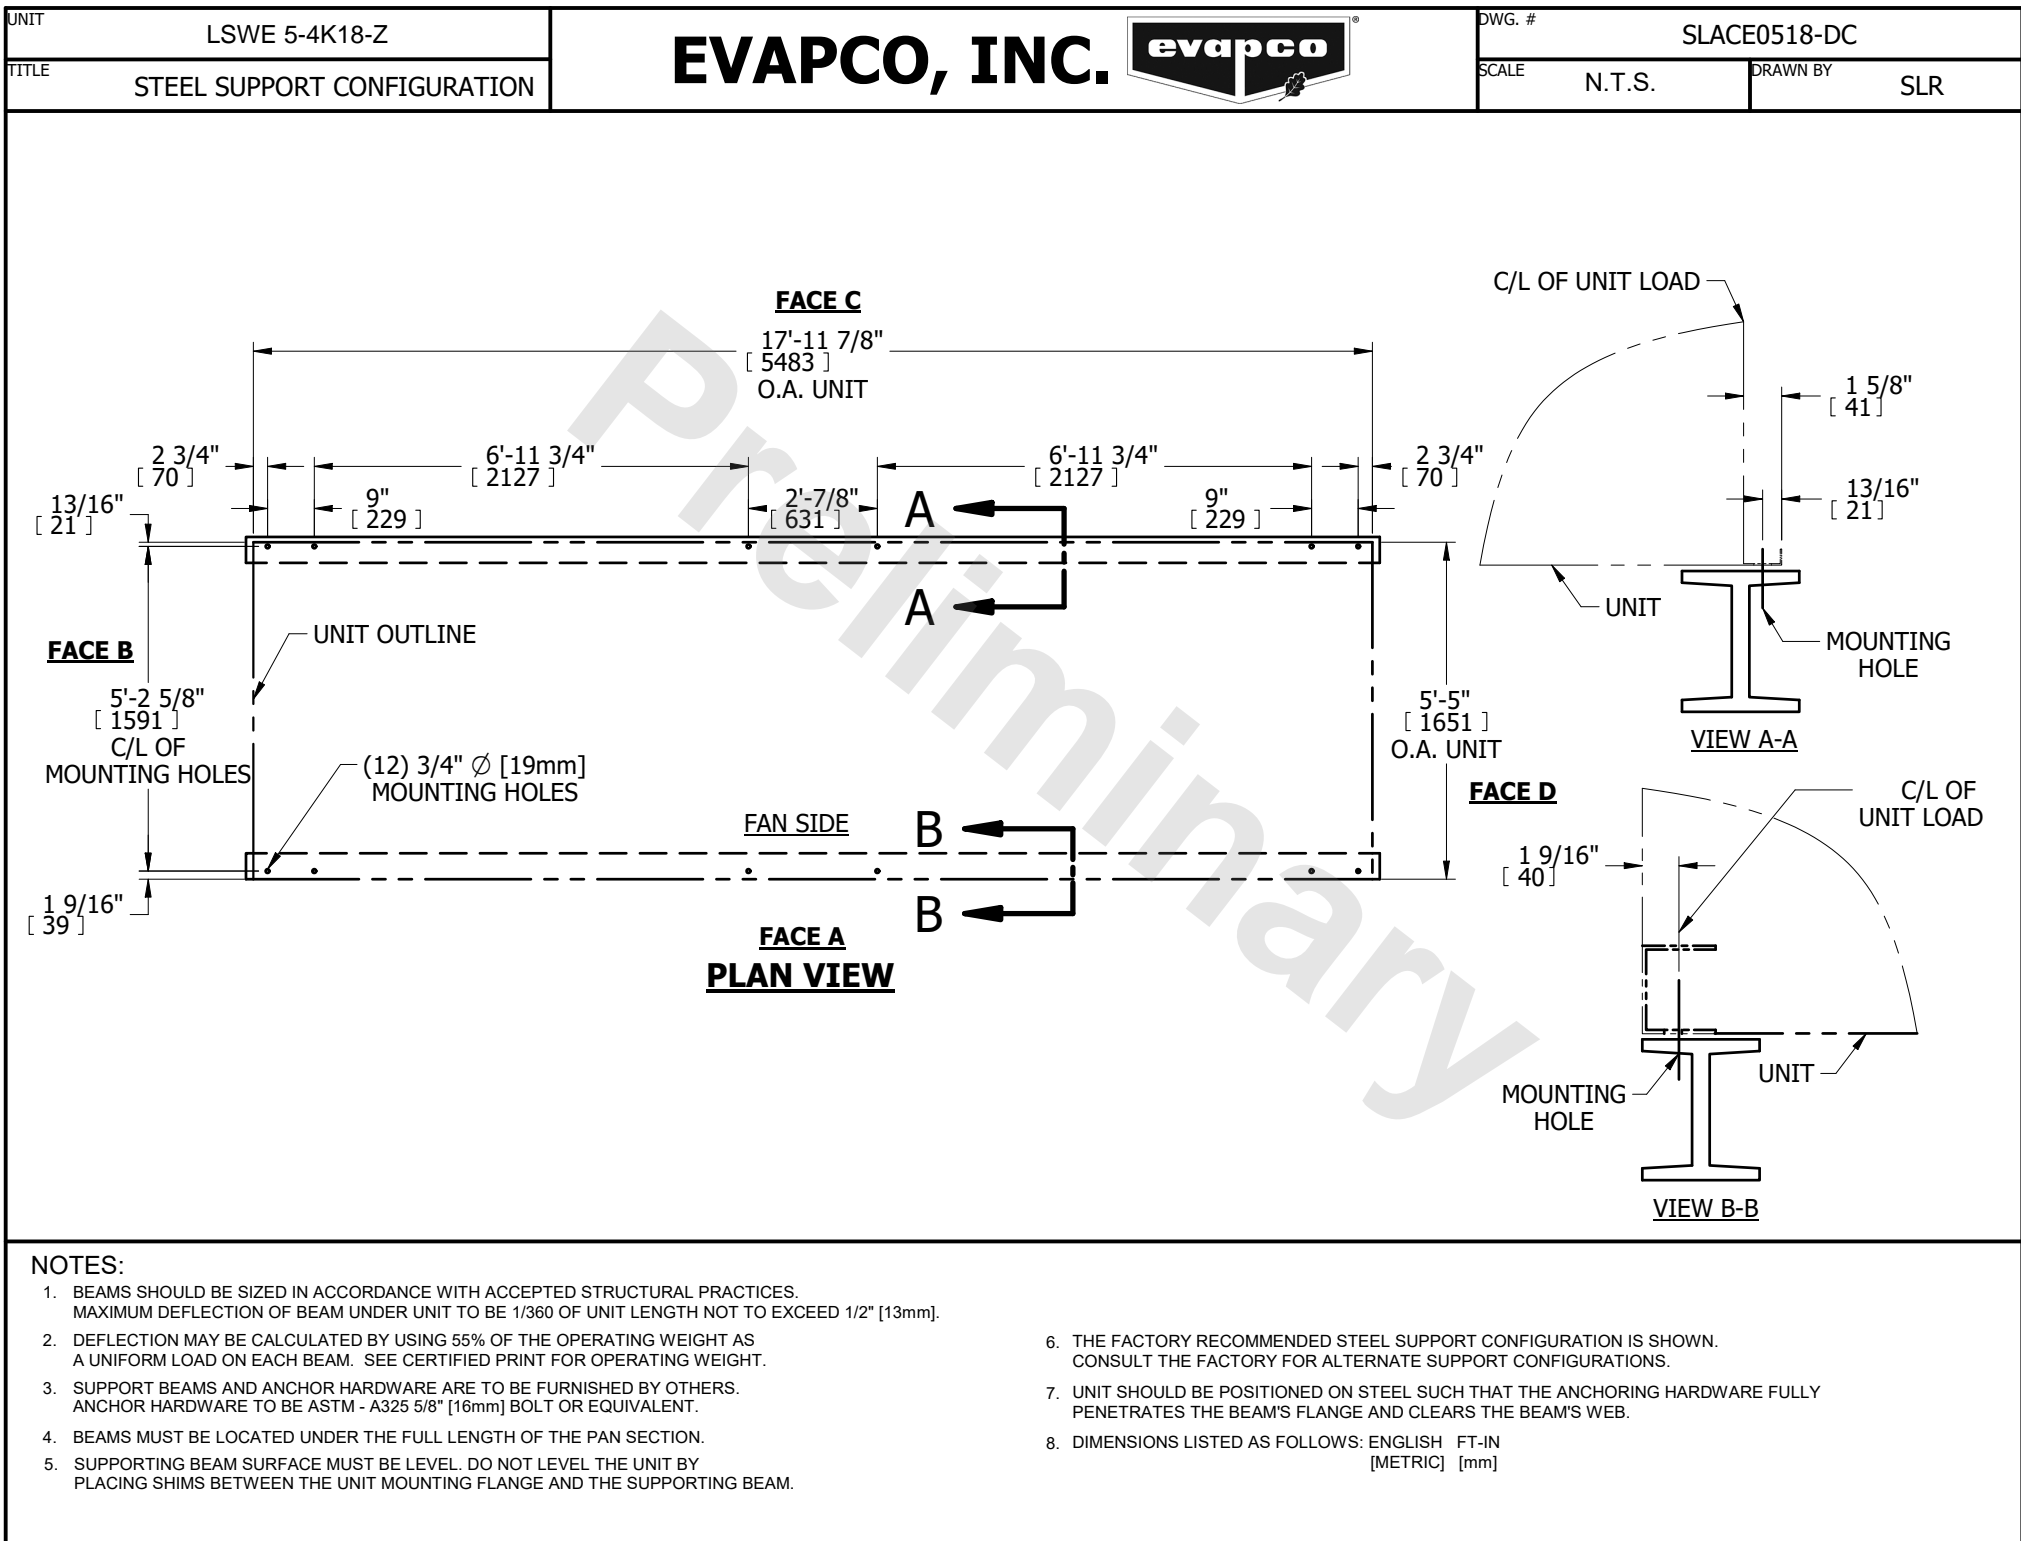 UNIT
LSWE 5-4K18-Z
TITLE
STEEL SUPPORT CONFIGURATION
EVAPCO, INC.
evapco
®
DWG. #
SLACE0518-DC
SCALE
N.T.S.
DRAWN BY
SLR
Preliminary
FACE C
17'-11 7/8"
[ 5483 ]
O.A. UNIT
2 3/4"
[ 70 ]
6'-11 3/4"
[ 2127 ]
6'-11 3/4"
[ 2127 ]
2 3/4"
[ 70 ]
13/16"
[ 21 ]
9"
[ 229 ]
2'-7/8"
[ 631 ]
A
9"
[ 229 ]
A
UNIT OUTLINE
FACE B
5'-2 5/8"
[ 1591 ]
C/L OF
MOUNTING HOLES
5'-5"
[ 1651 ]
O.A. UNIT
(12) 3/4" Ø [19mm]
MOUNTING HOLES
FACE D
FAN SIDE
B
B
1 9/16"
[ 39 ]
FACE A
PLAN VIEW
C/L OF UNIT LOAD
1 5/8"
[ 41 ]
13/16"
[ 21 ]
UNIT
MOUNTING
HOLE
VIEW A-A
C/L OF
UNIT LOAD
1 9/16"
[ 40 ]
UNIT
MOUNTING
HOLE
VIEW B-B
NOTES:
1. BEAMS SHOULD BE SIZED IN ACCORDANCE WITH ACCEPTED STRUCTURAL PRACTICES.
MAXIMUM DEFLECTION OF BEAM UNDER UNIT TO BE 1/360 OF UNIT LENGTH NOT TO EXCEED 1/2" [13mm].
2. DEFLECTION MAY BE CALCULATED BY USING 55% OF THE OPERATING WEIGHT AS
A UNIFORM LOAD ON EACH BEAM. SEE CERTIFIED PRINT FOR OPERATING WEIGHT.
3. SUPPORT BEAMS AND ANCHOR HARDWARE ARE TO BE FURNISHED BY OTHERS.
ANCHOR HARDWARE TO BE ASTM - A325 5/8" [16mm] BOLT OR EQUIVALENT.
4. BEAMS MUST BE LOCATED UNDER THE FULL LENGTH OF THE PAN SECTION.
5. SUPPORTING BEAM SURFACE MUST BE LEVEL. DO NOT LEVEL THE UNIT BY
PLACING SHIMS BETWEEN THE UNIT MOUNTING FLANGE AND THE SUPPORTING BEAM.
6. THE FACTORY RECOMMENDED STEEL SUPPORT CONFIGURATION IS SHOWN.
CONSULT THE FACTORY FOR ALTERNATE SUPPORT CONFIGURATIONS.
7. UNIT SHOULD BE POSITIONED ON STEEL SUCH THAT THE ANCHORING HARDWARE FULLY
PENETRATES THE BEAM'S FLANGE AND CLEARS THE BEAM'S WEB.
8. DIMENSIONS LISTED AS FOLLOWS: ENGLISH FT-IN
[METRIC] [mm]